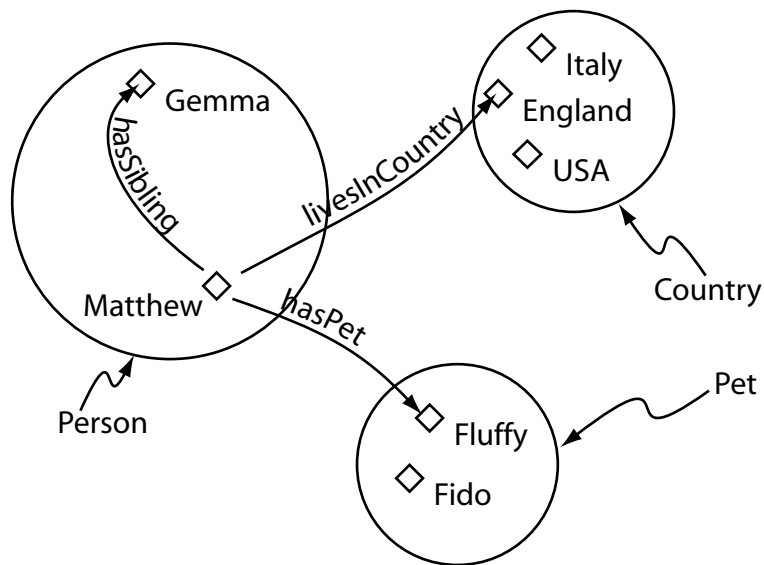 Italy
Gemma
England
hasSibling
livesInCountry
USA
Matthew
hasPet
Country
Person
Pet
Fluffy
Fido